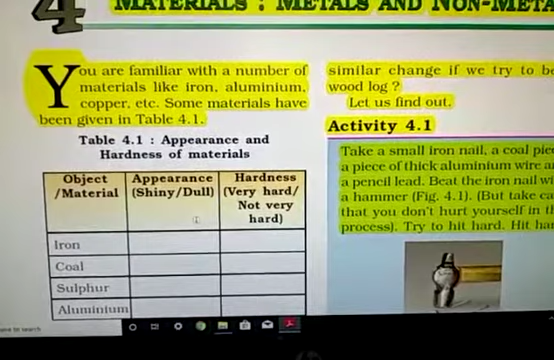 4 MATERIALS : METALS AND NON-META
You are familiar with a number of
materials like iron, aluminium,
copper, etc. Some materials have
been given in Table 4.1.
Table 4.1 : Appearance and
Hardness of materials
Object
/Material
Appearance
(Shiny/Dull)
Hardness
(Very hard/
Not very
hard)
Iron
Coal
Sulphur
Aluminium
similar change if we try to be
wood log ?
Let us find out.
Activity 4.1
Take a small iron nail, a coal piec
a piece of thick aluminium wire a
a pencil lead. Beat the iron nail wi
a hammer (Fig. 4.1). (But take ca
that you don't hurt yourself in th
process). Try to hit hard. Hit har
to search